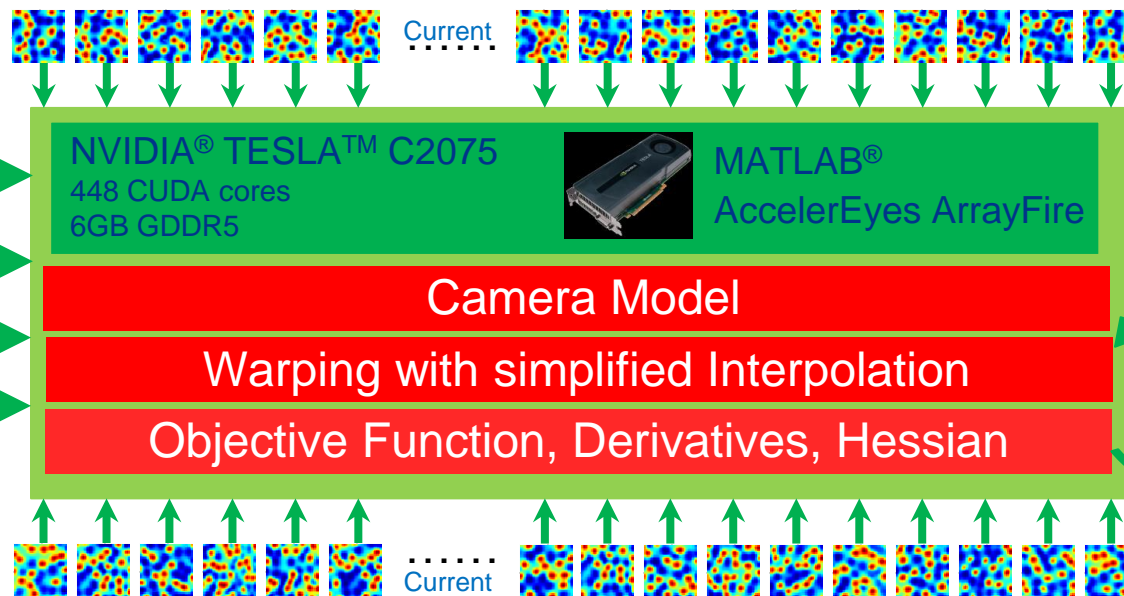 Current
......
NVIDIA® TESLA™ C2075
448 CUDA cores
6GB GDDR5
MATLAB®
AccelerEyes ArrayFire
Camera Model
Warping with simplified Interpolation
Objective Function, Derivatives, Hessian
......
Current